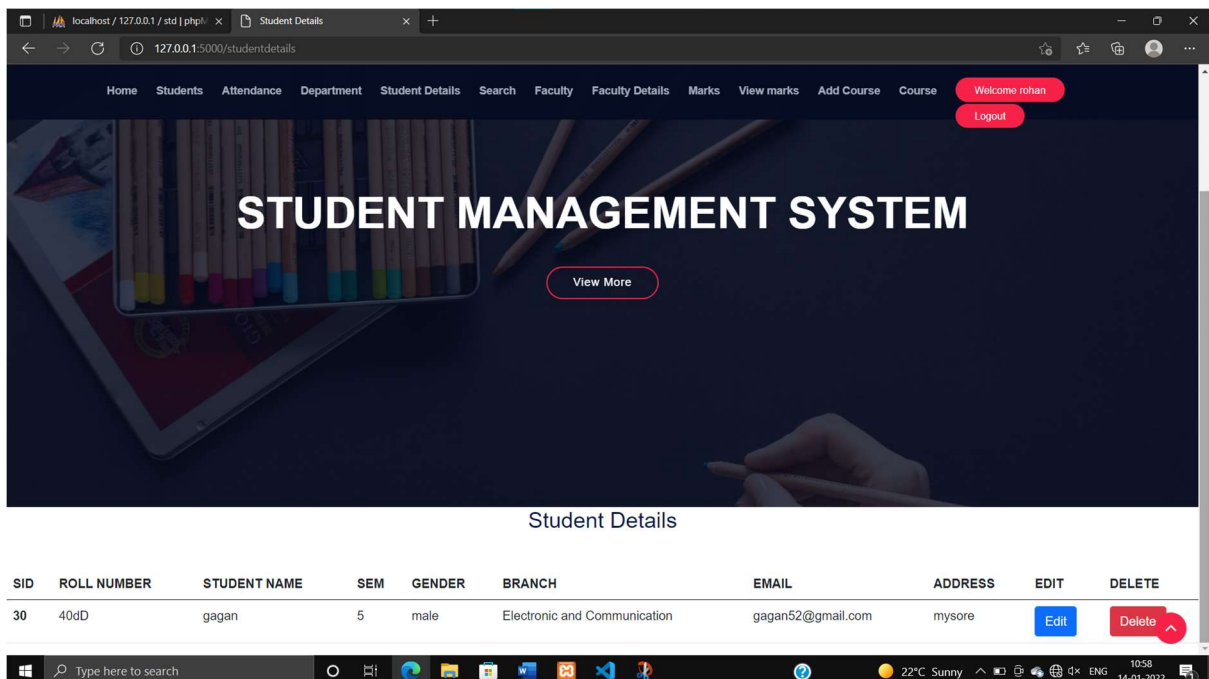 localhost / 127.0.0.1 / std | phpM
Student Details
127.0.0.1:5000/studentdetails
Home Students Attendance Department Student Details Search Faculty Faculty Details Marks View marks Add Course Course Welcome rohan
Logout
STUDENT MANAGEMENT SYSTEM
View More
Student Details
SID ROLL NUMBER STUDENT NAME SEM GENDER BRANCH EMAIL ADDRESS EDIT DELETE
30 40dD gagan 5 male Electronic and Communication gagan52@gmail.com mysore Edit Delete
Type here to search
22°C Sunny
ENG
10:58
14-01-2022